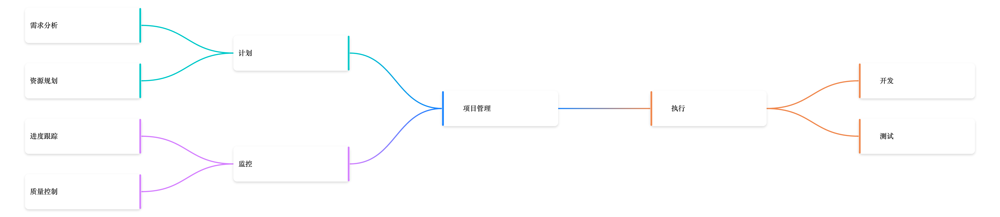 需求分析
资源规划
进度跟踪
质量控制
计划
监控
项目管理
执行
开发
测试